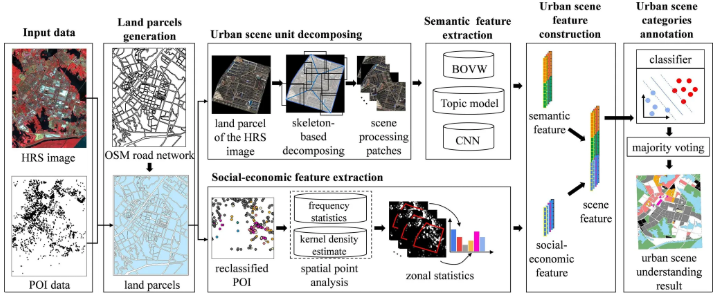 Input data
HRS image
POI data
Land parcels
generation
OSM road network
land parcels
Urban scene unit decomposing
land parcel
of the HRS
image
skeleton-
based
decomposing
scene
processing
patches
Semantic feature
extraction
BOVW
Topic model
CNN
Social-economic feature extraction
reclassified
POI
frequency
statistics
kernel density
estimate
spatial point
analysis
zonal statistics
Urban scene
feature
construction
semantic
feature
scene
feature
social-
economic
feature
Urban scene
categories
annotation
classifier
majority voting
urban scene
understanding
result